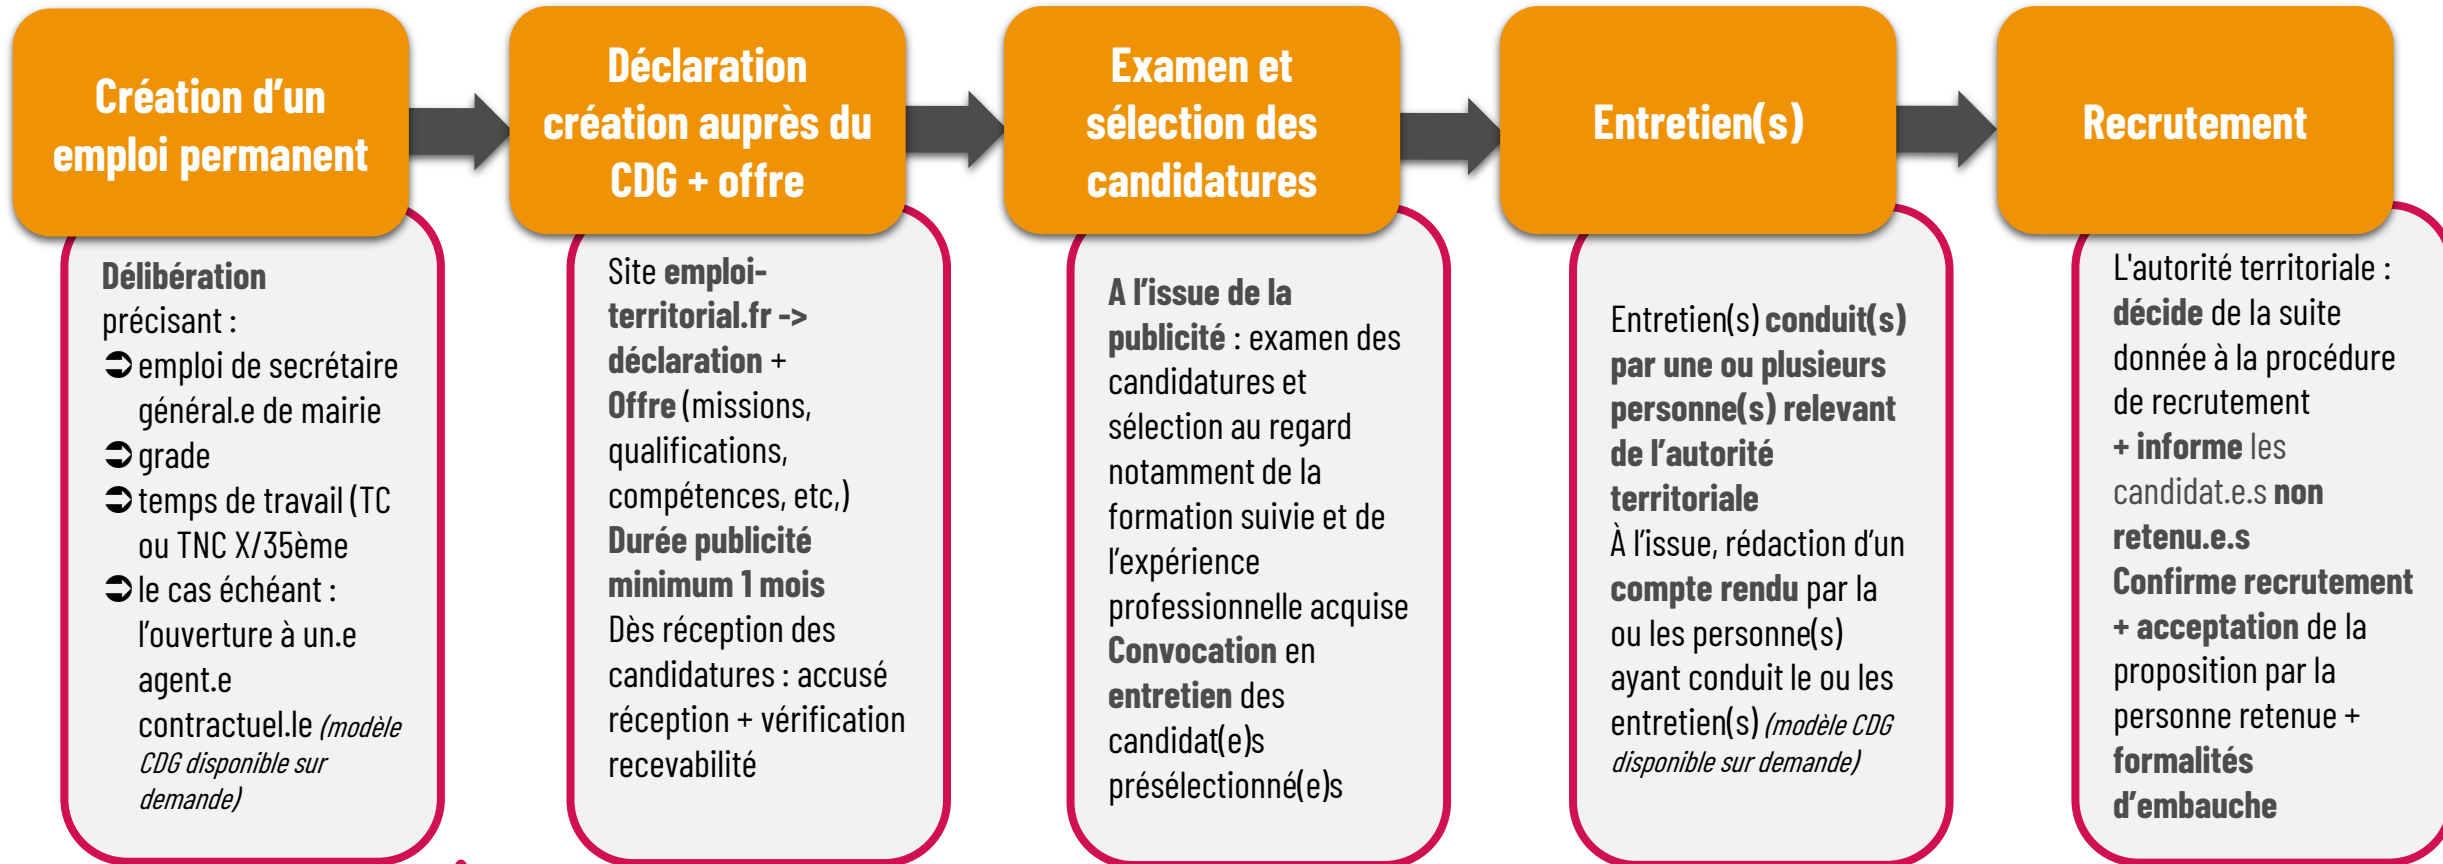 Création d'un
emploi permanent
Délibération
précisant :
➲ emploi de secrétaire
général.e de mairie
➲ grade
➲ temps de travail (TC
ou TNC X/35ème
➲ le cas échéant :
l'ouverture à un.e
agent.e
contractuel.le (modèle
CDG disponible sur
demande)
Déclaration
création auprès du
CDG + offre
Site emploi-
territorial.fr ->
déclaration +
Offre (missions,
qualifications,
compétences, etc,)
Durée publicité
minimum 1 mois
Dès réception des
candidatures : accusé
réception + vérification
recevabilité
Examen et
sélection des
candidatures
A l'issue de la
publicité : examen des
candidatures et
sélection au regard
notamment de la
formation suivie et de
l'expérience
professionnelle acquise
Convocation en
entretien des
candidat(e)s
présélectionné(e)s
Entretien(s)
Entretien(s) conduit(s)
par une ou plusieurs
personne(s) relevant
de l'autorité
territoriale
À l'issue, rédaction d'un
compte rendu par la
ou les personne(s)
ayant conduit le ou les
entretien(s) (modèle CDG
disponible sur demande)
Recrutement
L'autorité territoriale :
décide de la suite
donnée à la procédure
de recrutement
+ informe les
candidat.e.s non
retenu.e.s
Confirme recrutement
+ acceptation de la
proposition par la
personne retenue +
formalités
d'embauche